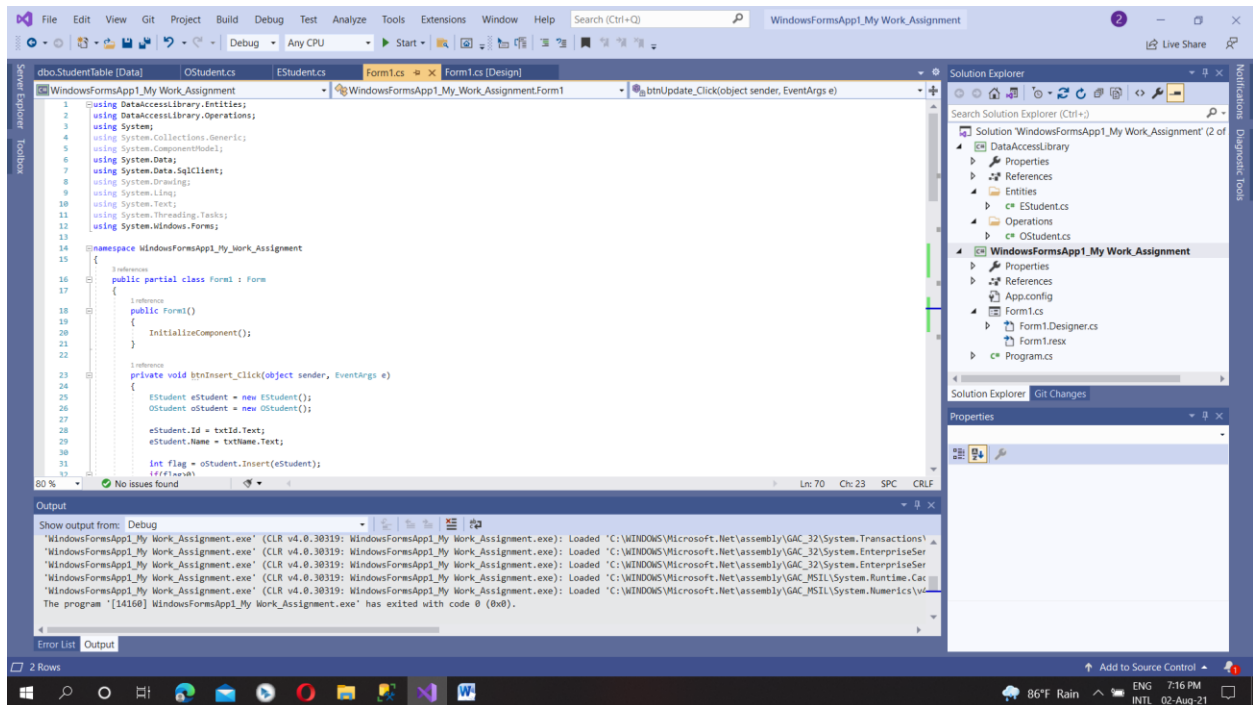 File Edit View Git Project Build Debug Test Analyze Tools Extensions Window Help Search (Ctrl+Q) WindowsFormsApp1_My Work_Assignment 2
Debug Any CPU Start Live Share
Server Explorer
Toolbox
dbo.StudentTable [Data] OStudent.cs EStudent.cs Form1.cs Form1.cs [Design]
WindowsFormsApp1_My Work_Assignment WindowsFormsApp1_My_Work_Assignment.Form1 btnUpdate_Click(object sender, EventArgs e)
1 using DataAccessLibrary.Entities;
2 using DataAccessLibrary.Operations;
3 using System;
4 using System.Collections.Generic;
5 using System.ComponentModel;
6 using System.Data;
7 using System.Data.SqlClient;
8 using System.Drawing;
9 using System.Linq;
10 using System.Text;
11 using System.Threading.Tasks;
12 using System.Windows.Forms;
13
14 namespace WindowsFormsApp1_My_Work_Assignment
15 {
3 references
16 public partial class Form1 : Form
17 {
1 reference
18 public Form1()
19 {
20 InitializeComponent();
21 }
22
1 reference
23 private void btnInsert_Click(object sender, EventArgs e)
24 {
25 EStudent eStudent = new EStudent();
26 OStudent oStudent = new OStudent();
27
28 eStudent.Id = txtId.Text;
29 eStudent.Name = txtName.Text;
30
31 int flag = oStudent.Insert(eStudent);
32 if(flag>0)
80 % No issues found Ln: 70 Ch: 23 SPC CRLF
Output
Show output from: Debug
'WindowsFormsApp1_My Work_Assignment.exe' (CLR v4.0.30319: WindowsFormsApp1_My Work_Assignment.exe): Loaded 'C:\WINDOWS\Microsoft.Net\assembly\GAC_32\System.Transactions\
'WindowsFormsApp1_My Work_Assignment.exe' (CLR v4.0.30319: WindowsFormsApp1_My Work_Assignment.exe): Loaded 'C:\WINDOWS\Microsoft.Net\assembly\GAC_32\System.EnterpriseSer
'WindowsFormsApp1_My Work_Assignment.exe' (CLR v4.0.30319: WindowsFormsApp1_My Work_Assignment.exe): Loaded 'C:\WINDOWS\Microsoft.Net\assembly\GAC_32\System.EnterpriseSer
'WindowsFormsApp1_My Work_Assignment.exe' (CLR v4.0.30319: WindowsFormsApp1_My Work_Assignment.exe): Loaded 'C:\WINDOWS\Microsoft.Net\assembly\GAC_MSIL\System.Runtime.Cac
'WindowsFormsApp1_My Work_Assignment.exe' (CLR v4.0.30319: WindowsFormsApp1_My Work_Assignment.exe): Loaded 'C:\WINDOWS\Microsoft.Net\assembly\GAC_MSIL\System.Numerics\v4
The program '[14160] WindowsFormsApp1_My Work_Assignment.exe' has exited with code 0 (0x0).
Error List Output
Solution Explorer
Search Solution Explorer (Ctrl+;)
Solution 'WindowsFormsApp1_My Work_Assignment' (2 of
C# DataAccessLibrary
Properties
References
Entities
C# EStudent.cs
Operations
C# OStudent.cs
C# WindowsFormsApp1_My Work_Assignment
Properties
References
App.config
Form1.cs
Form1.Designer.cs
Form1.resx
C# Program.cs
Solution Explorer Git Changes
Properties
Notifications
Diagnostic Tools
2 Rows Add to Source Control 1
86°F Rain ENG 7:16 PM
INTL 02-Aug-21